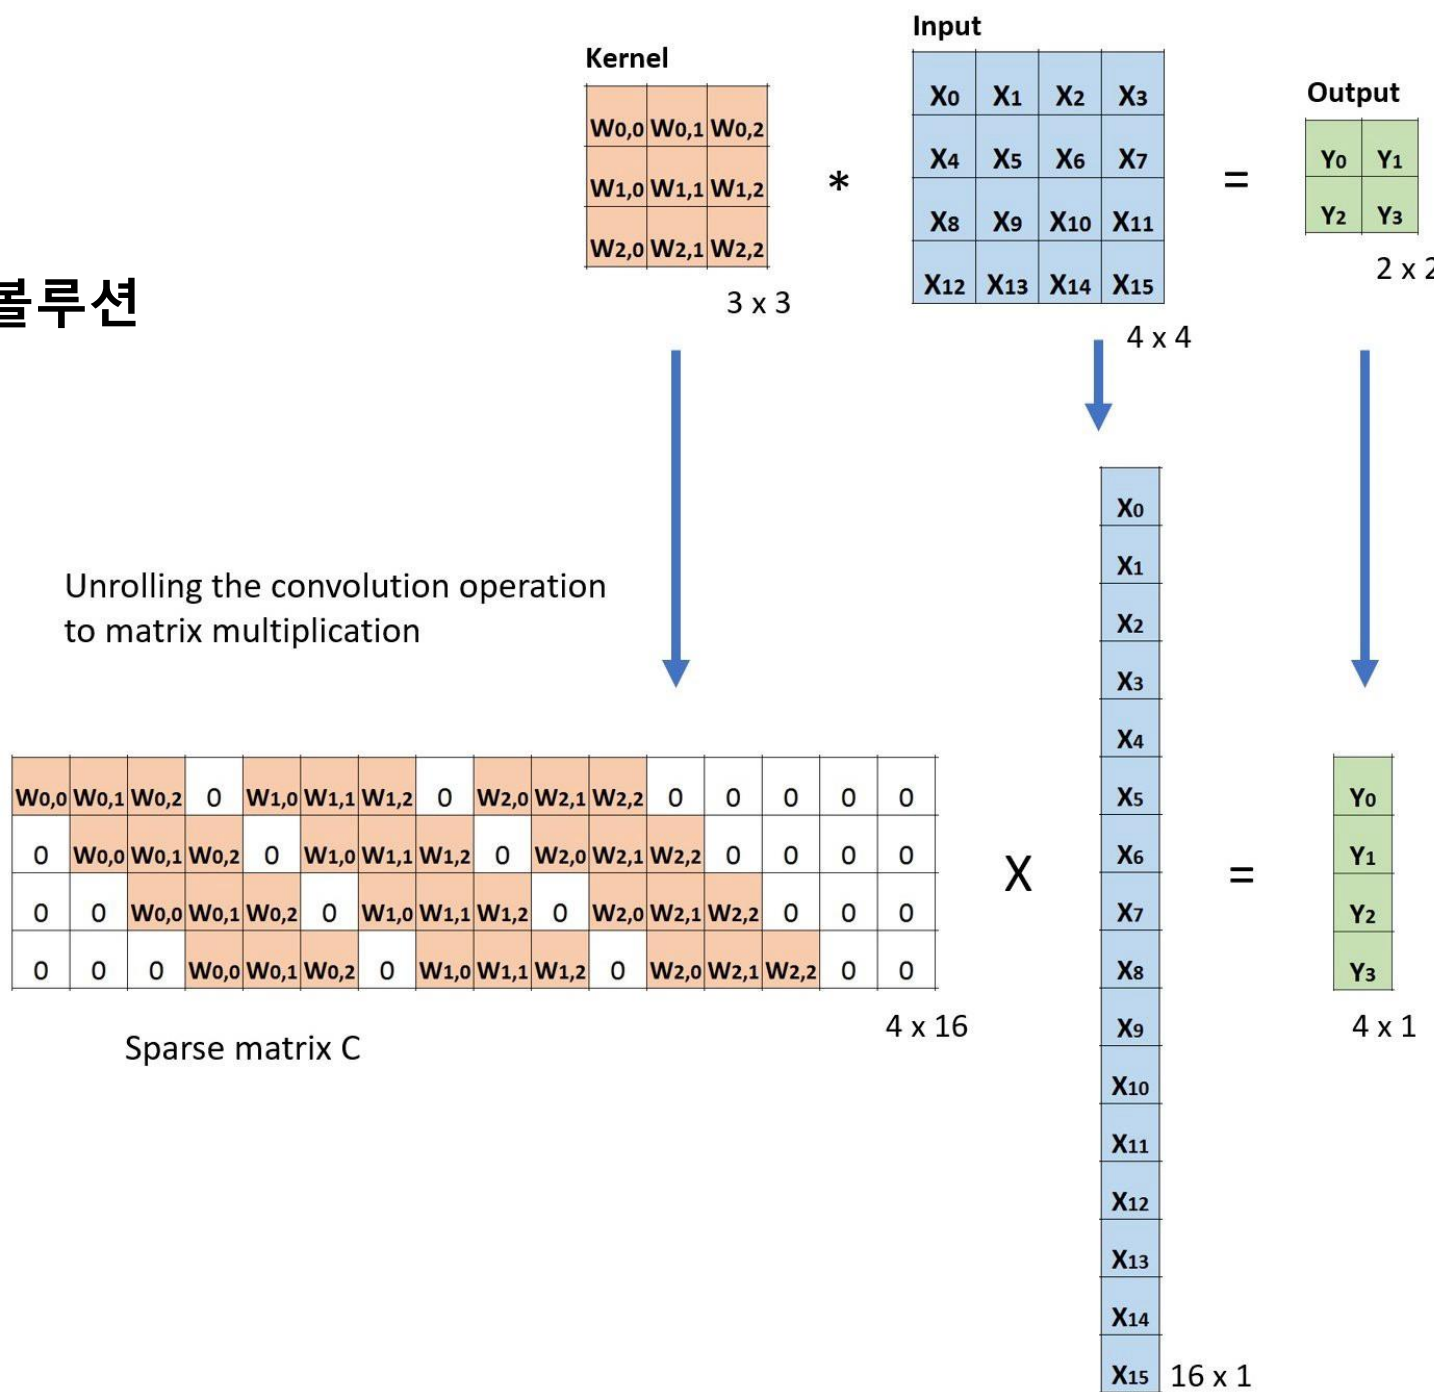 Input
Kernel
Output
X0 X1 X2 X3
X4 X5 X6 X7
X8 X9 X10 X11
X12 X13 X14 X15
4 x 4
W0,0 W0,1 W0,2
W1,0 W1,1 W1,2
W2,0 W2,1 W2,2
3 x 3
*
=
Y0 Y1
Y2 Y3
2 x 2
볼루션
Unrolling the convolution operation
to matrix multiplication
W0,0 W0,1 W0,2 0 W1,0 W1,1 W1,2 0 W2,0 W2,1 W2,2 0 0 0 0 0
0 W0,0 W0,1 W0,2 0 W1,0 W1,1 W1,2 0 W2,0 W2,1 W2,2 0 0 0 0
0 0 W0,0 W0,1 W0,2 0 W1,0 W1,1 W1,2 0 W2,0 W2,1 W2,2 0 0 0
0 0 0 W0,0 W0,1 W0,2 0 W1,0 W1,1 W1,2 0 W2,0 W2,1 W2,2 0 0
4 x 16
Sparse matrix C
X
X0
X1
X2
X3
X4
X5
X6
X7
X8
X9
X10
X11
X12
X13
X14
X15
16 x 1
=
Y0
Y1
Y2
Y3
4 x 1